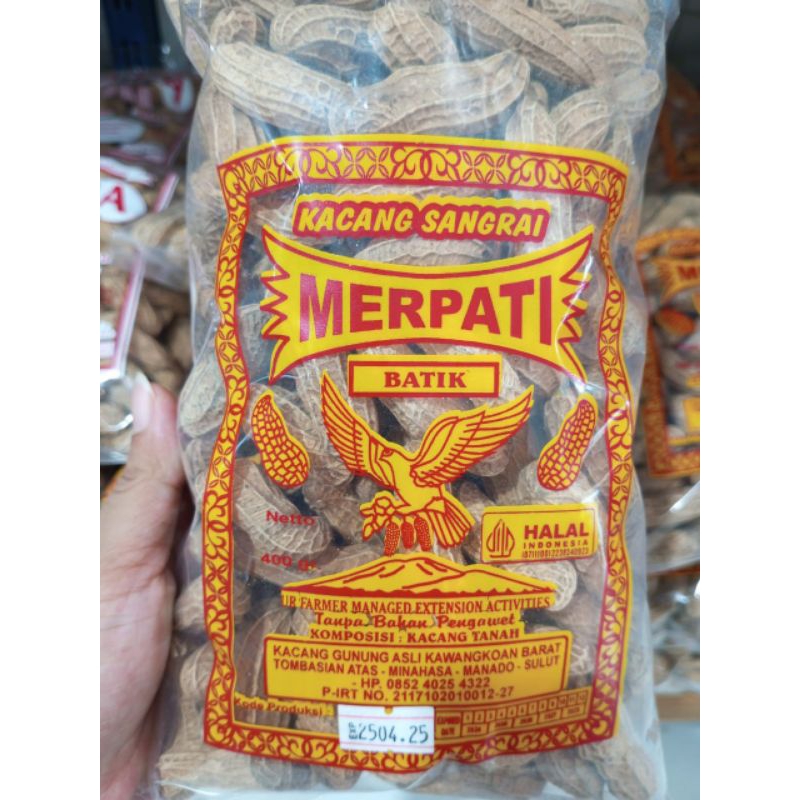 KACANG SANGRAI
MERPATI
BATIK
Netto
400 gr
HALAL
INDONESIA
UR FARMER MANAGED EXTENSION ACTIVITIES
Tanpa Bahan Pengawet
KOMPOSISI : KACANG TANAH
KACANG GUNUNG ASLI KAWANGKOAN BARAT
TOMBASIAN ATAS - MINAHASA - MANADO - SULUT
- HP. 0852 4025 4322
P-IRT NO. 2117102010012-27
Kode Produksi :
EXP 2504.25
A
MERP